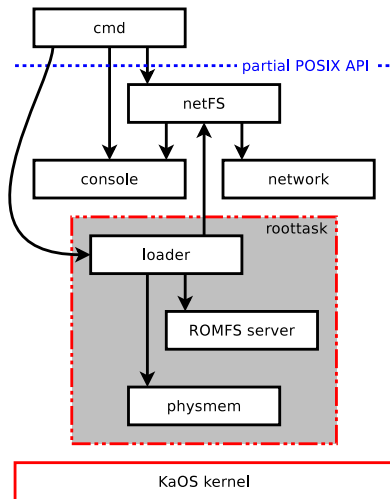 cmd
partial POSIX API
netFS
console
network
roottask
loader
ROMFS server
physmem
KaOS kernel